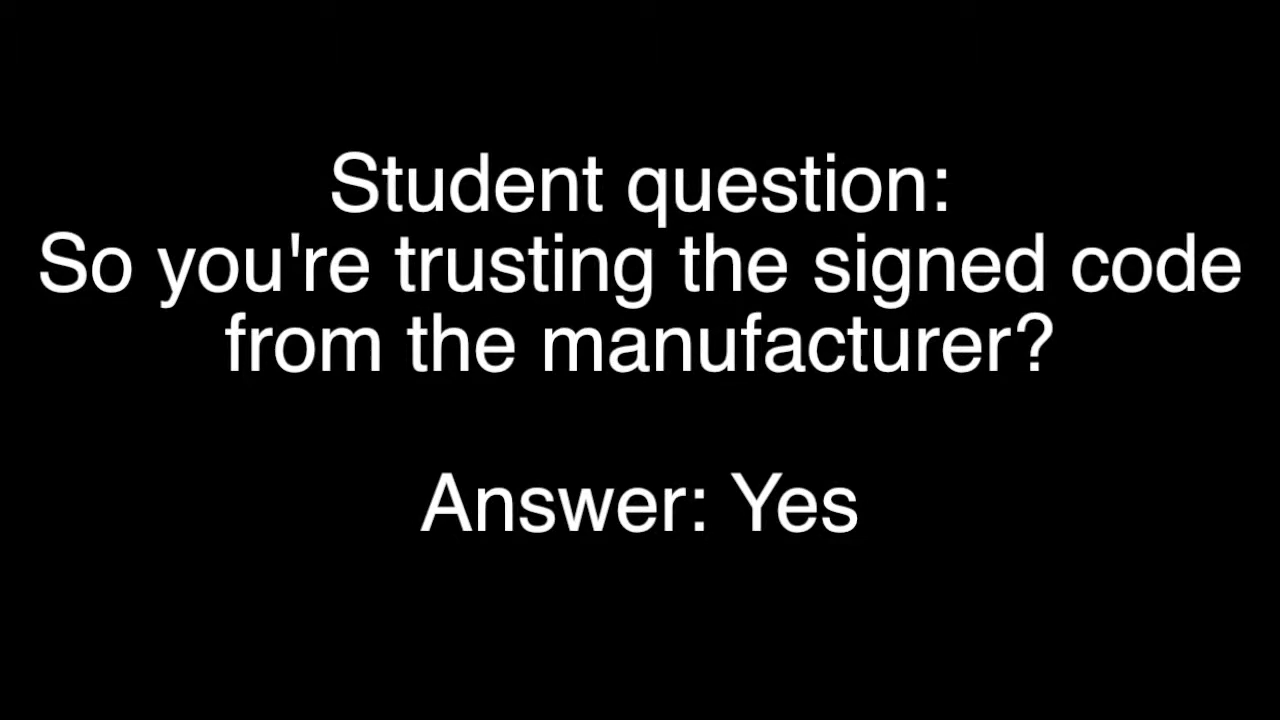 Student question:
So you're trusting the signed code
from the manufacturer?
Answer: Yes